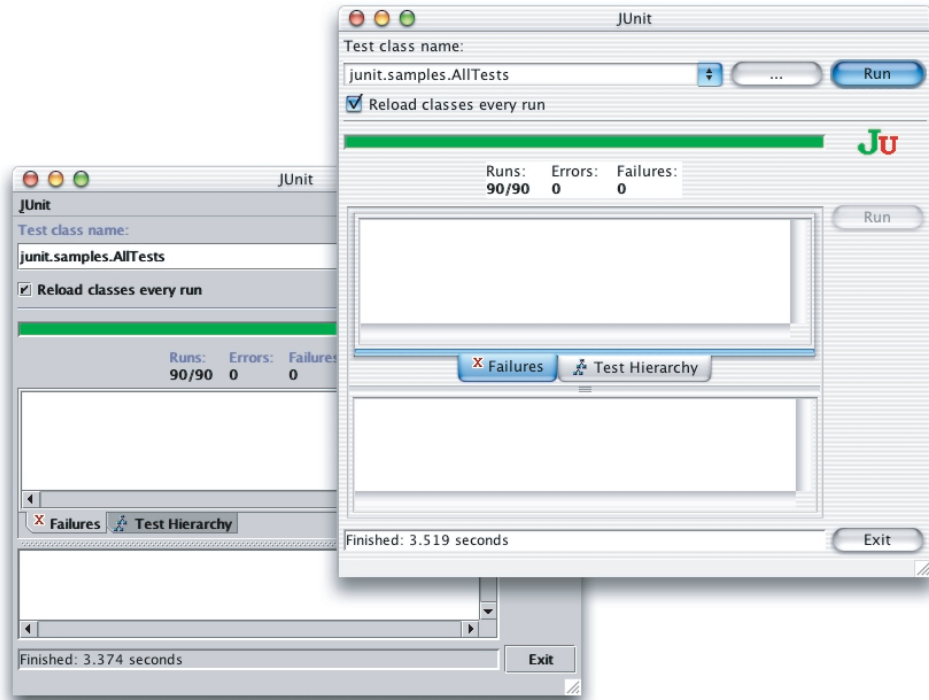 JUnit
Test class name:
junit.samples.AllTests
...
Run
Reload classes every run
JU
Runs: Errors: Failures:
90/90 0 0
Run
X Failures
Test Hierarchy
Finished: 3.519 seconds
Exit
JUnit
JUnit
Test class name:
junit.samples.AllTests
Reload classes every run
Runs: Errors: Failures
90/90 0 0
X Failures
Test Hierarchy
Finished: 3.374 seconds
Exit